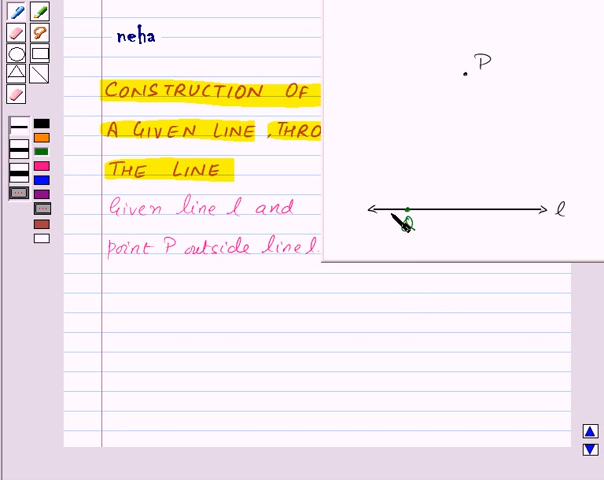 neha
CONSTRUCTION OF
A GIVEN LINE , THRO
THE LINE
Given line l and
point P outside line l.
P
l